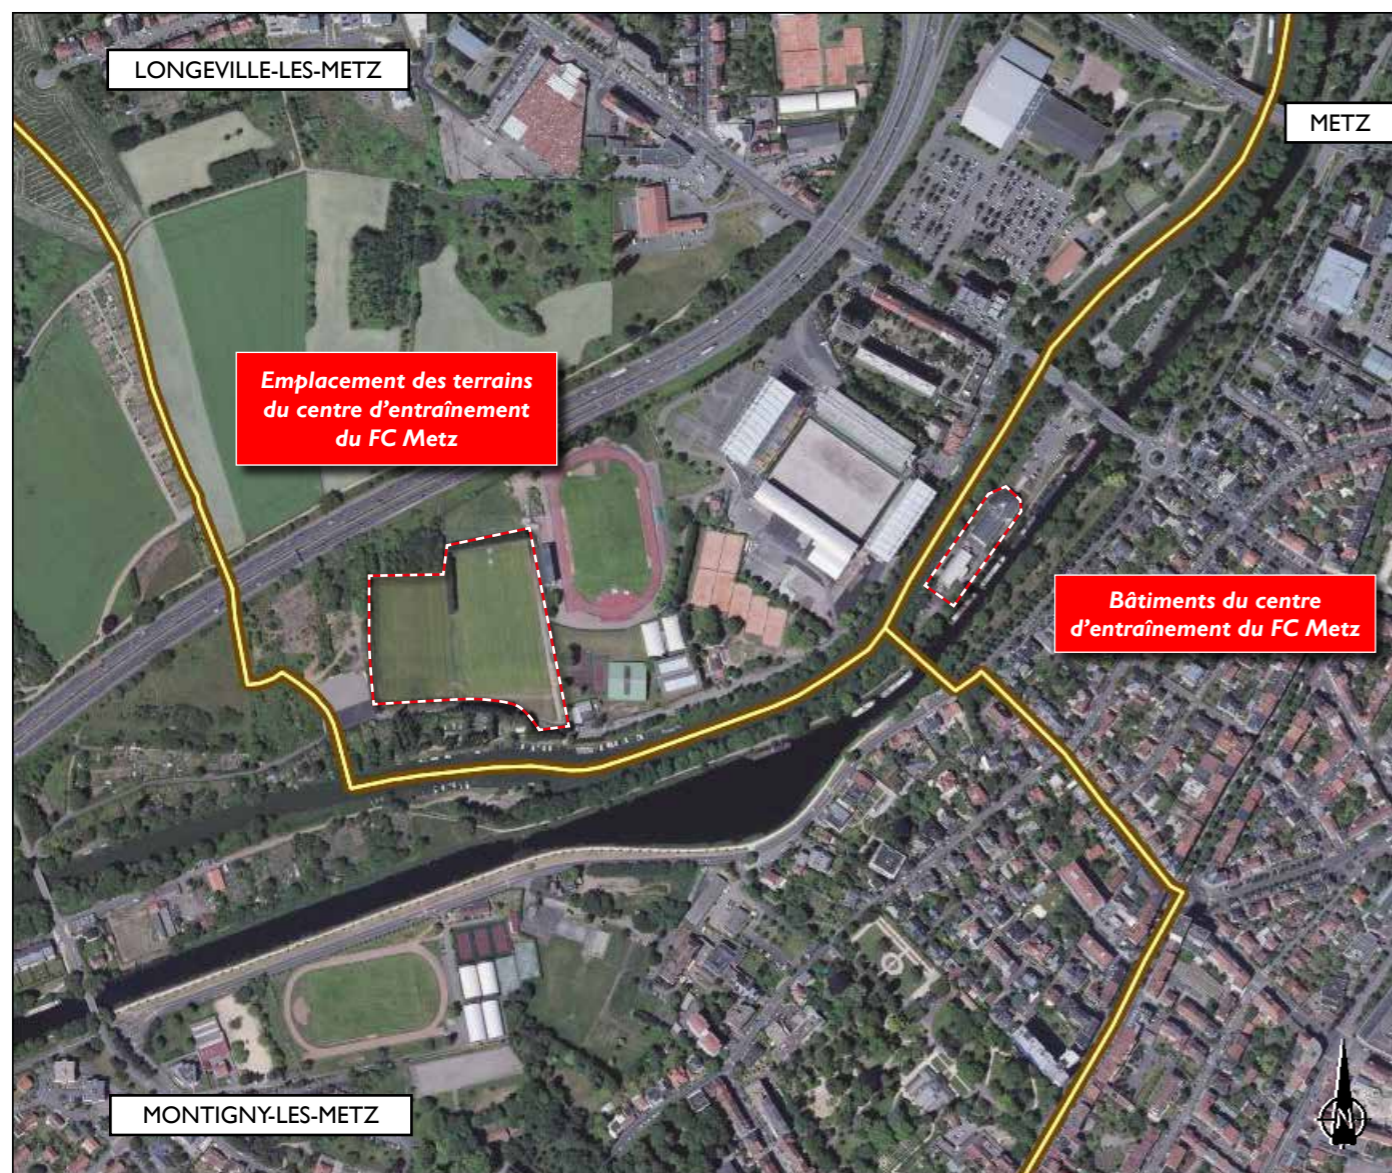 LONGEVILLE-LES-METZ
METZ
Emplacement des terrains
du centre d'entraînement
du FC Metz
Bâtiments du centre
d'entraînement du FC Metz
MONTIGNY-LES-METZ
N